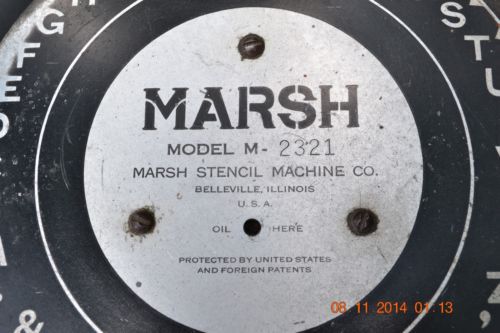 MARSH
MODEL M- 2321
MARSH STENCIL MACHINE CO.
BELLEVILLE, ILLINOIS
U.S.A.
OIL HERE
PROTECTED BY UNITED STATES
AND FOREIGN PATENTS
G
F
E
D
&
S
T
U
08 11 2014 01:13